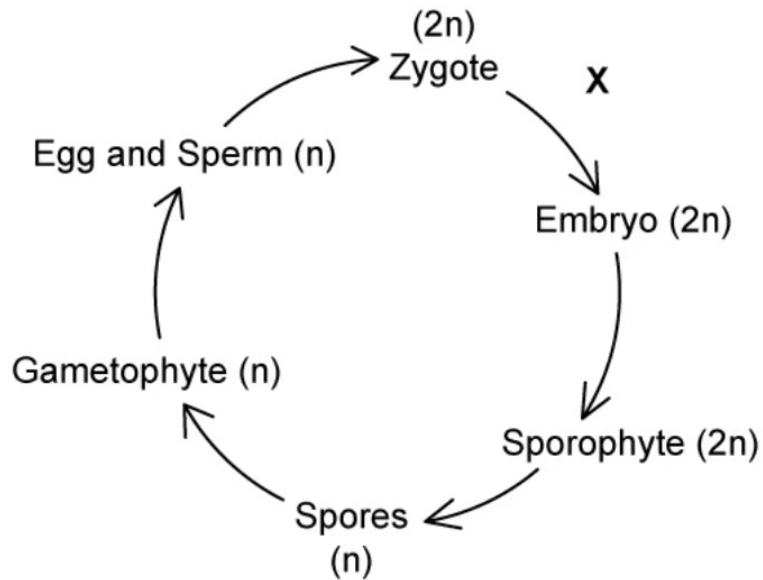 (2n)
Zygote
X
Egg and Sperm (n)
Embryo (2n)
Gametophyte (n)
Sporophyte (2n)
Spores
(n)